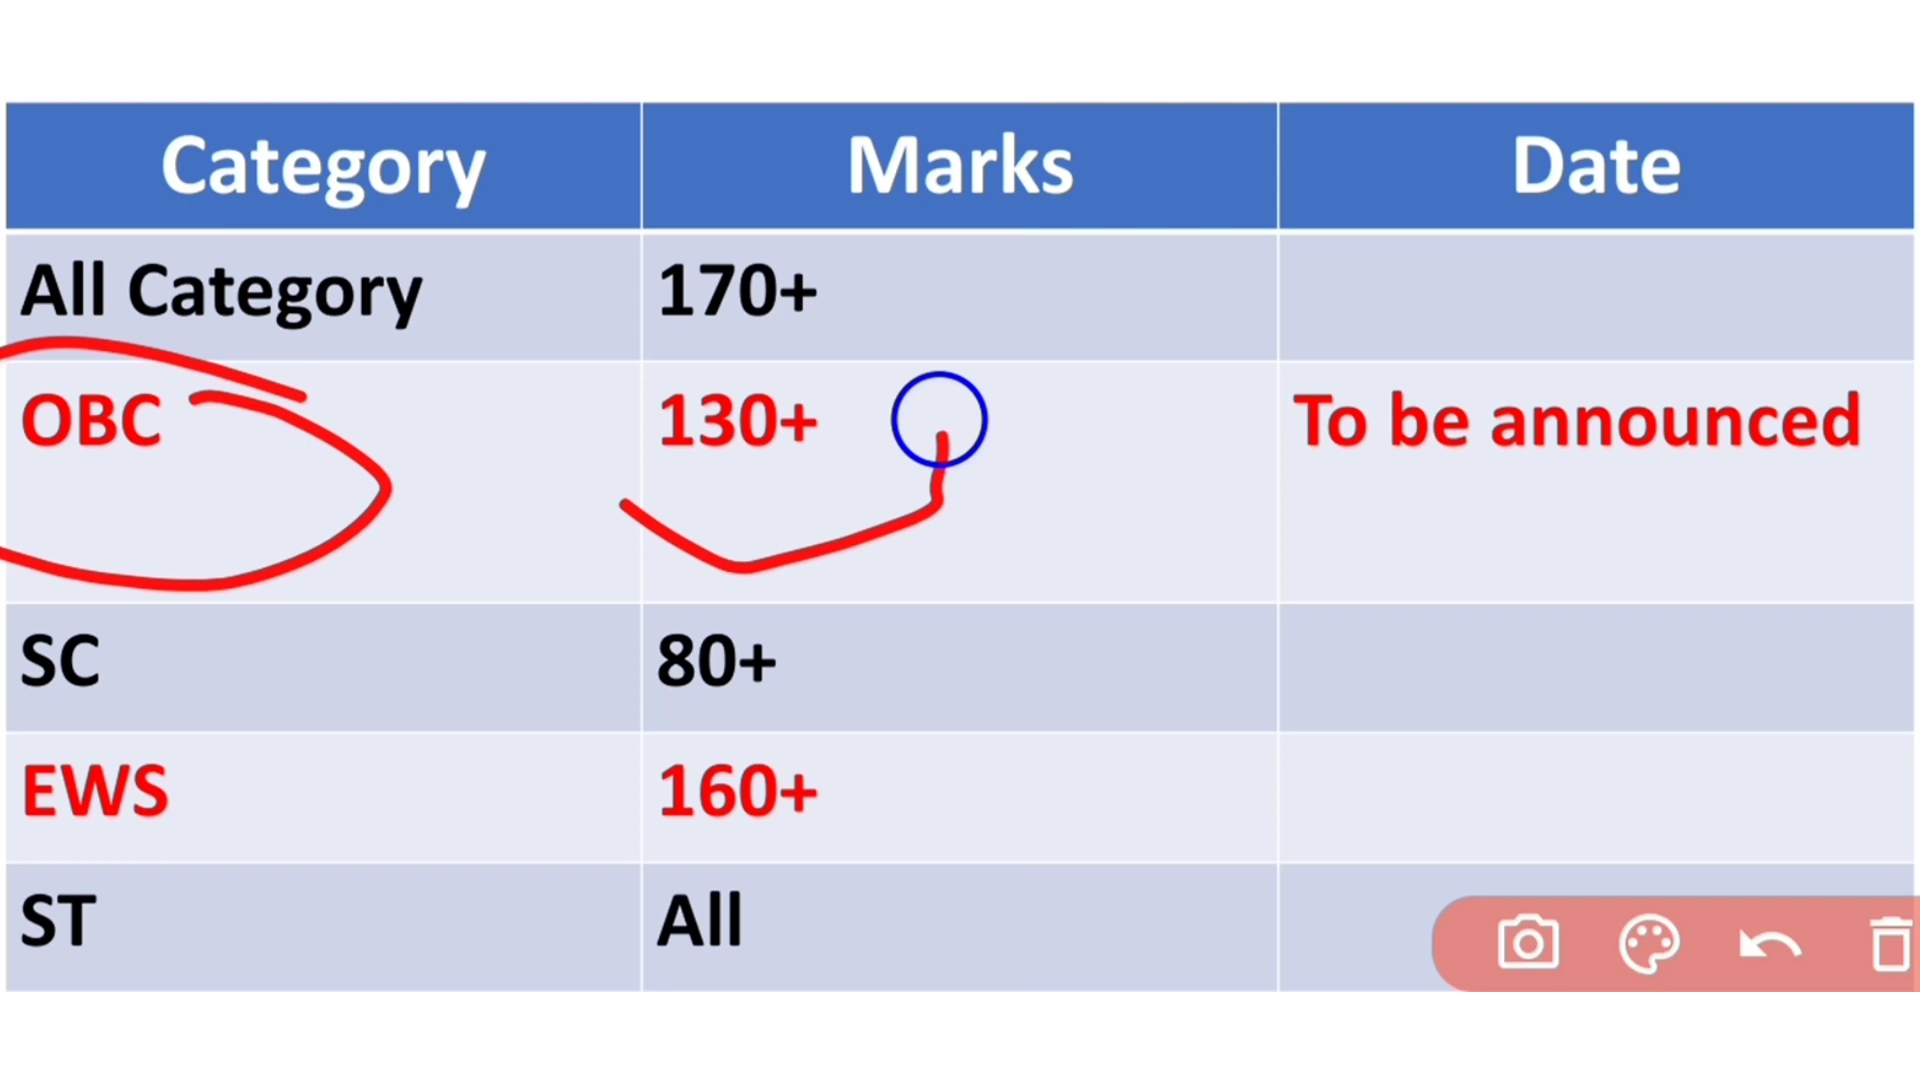 Category Marks Date
All Category 170+
OBC 130+ To be announced
SC 80+
EWS 160+
ST All